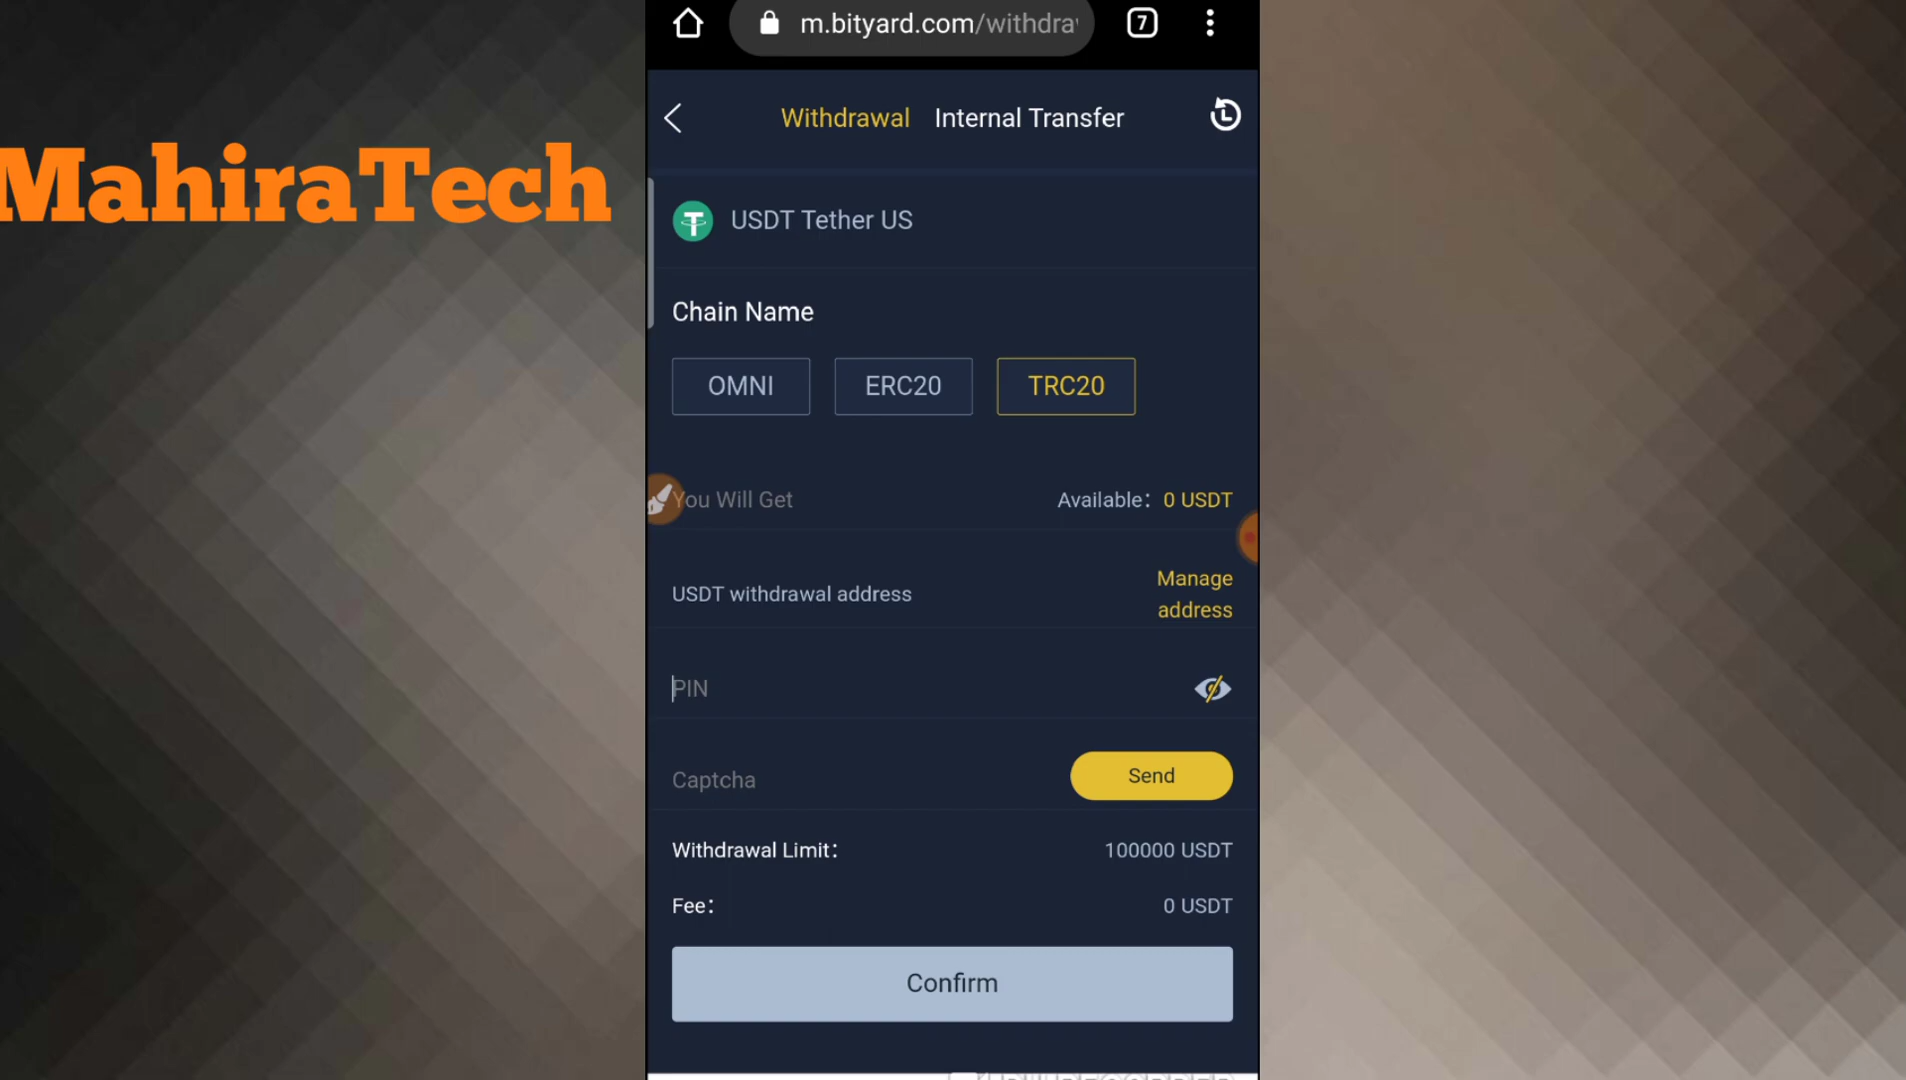 m.bityard.com/withdra
7
MahiraTech
Withdrawal Internal Transfer
USDT Tether US
Chain Name
OMNI ERC20 TRC20
You Will Get Available: 0 USDT
USDT withdrawal address Manage address
PIN
Captcha Send
Withdrawal Limit: 100000 USDT
Fee: 0 USDT
Confirm